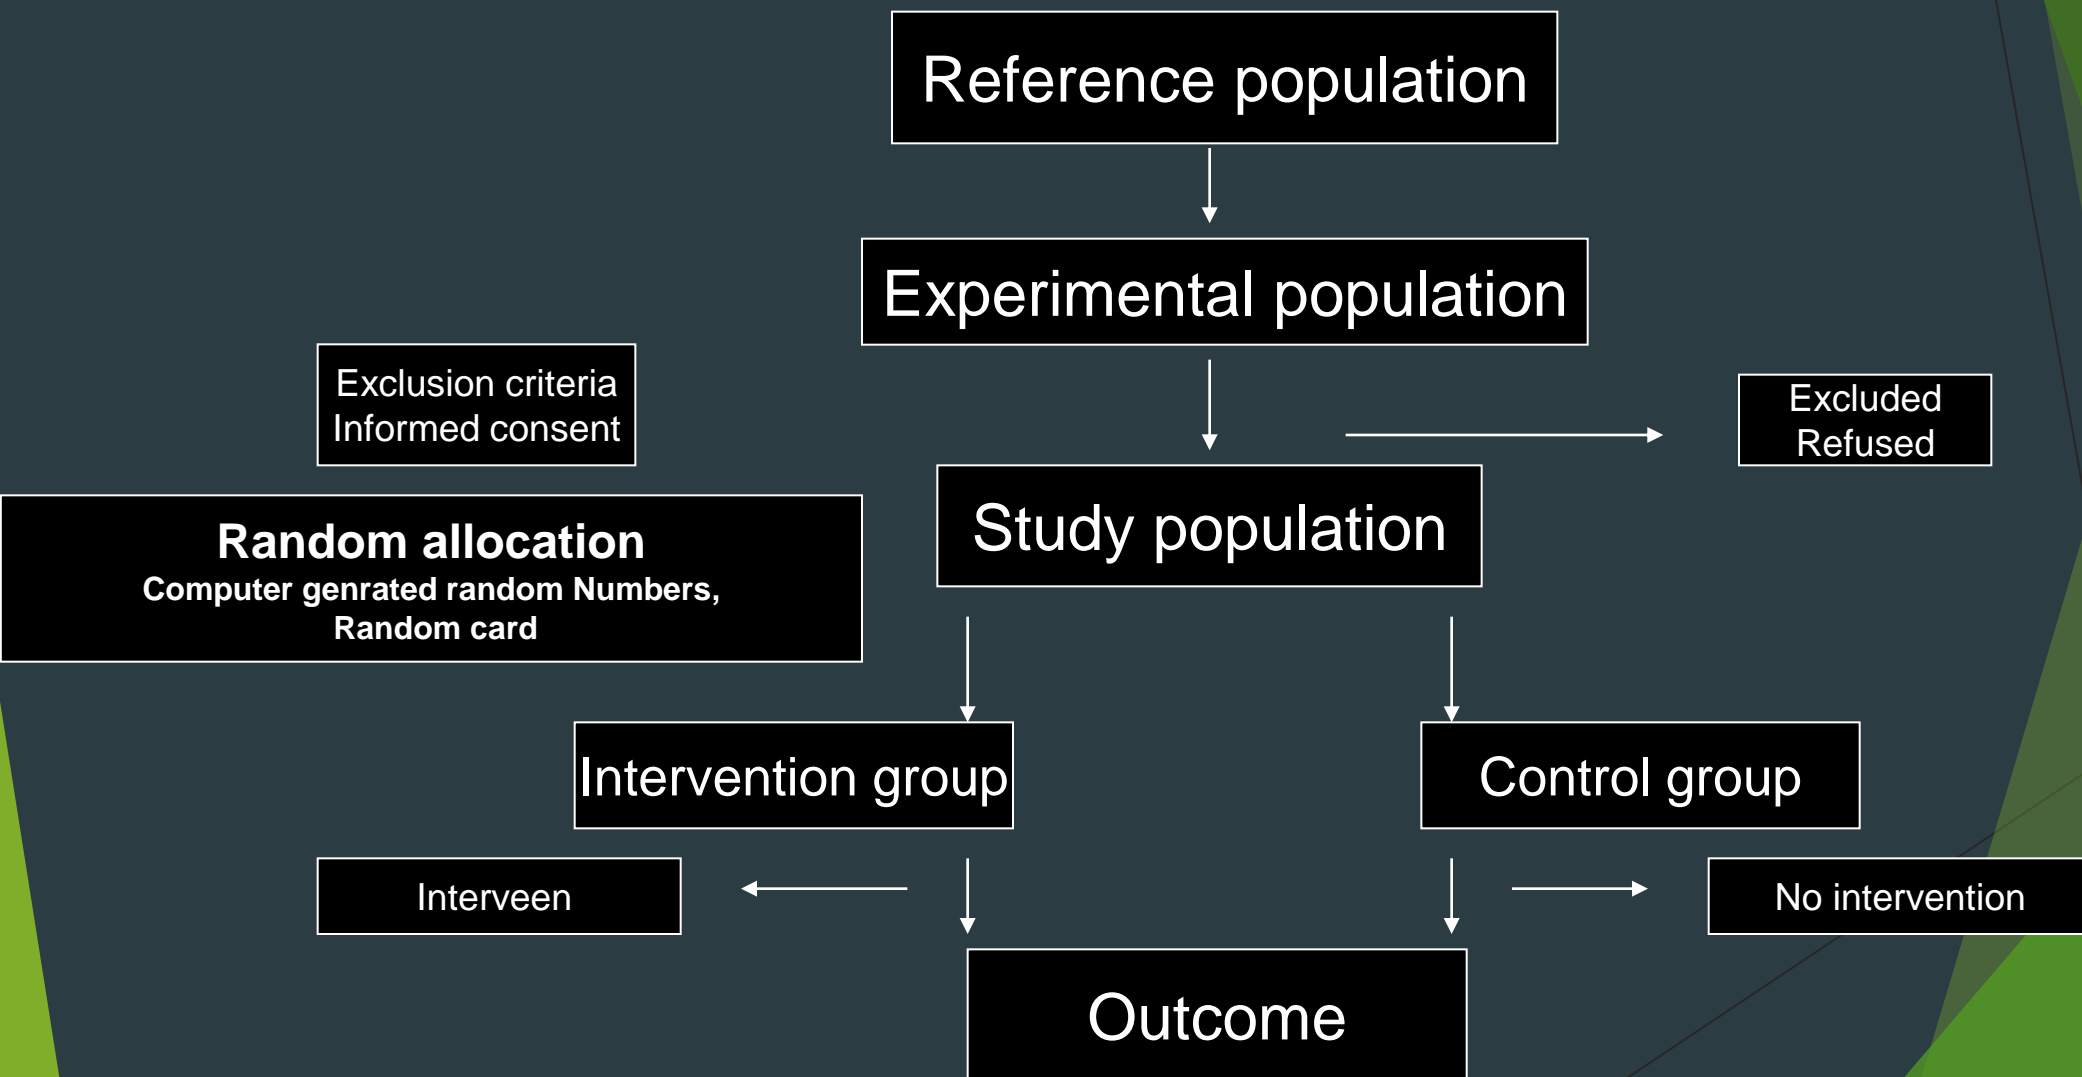 Reference population
Experimental population
Exclusion criteria
Informed consent
Excluded
Refused
Study population
Random allocation
Computer genrated random Numbers,
Random card
Intervention group
Control group
Interveen
No intervention
Outcome